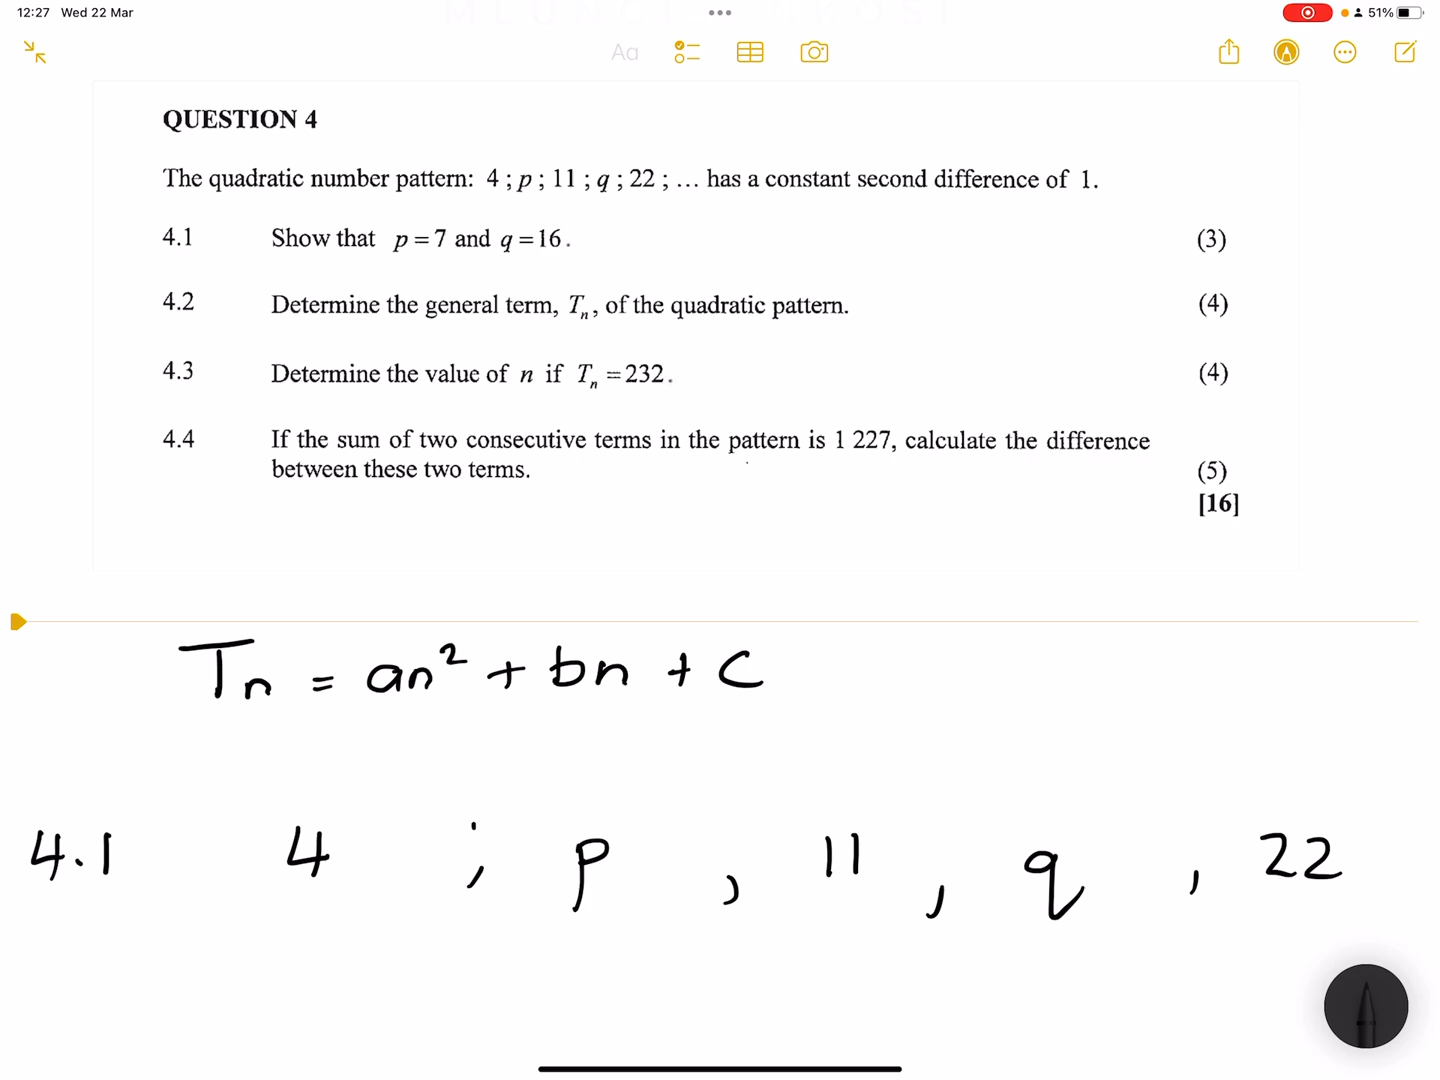 12:27 Wed 22 Mar
51%
Aa
QUESTION 4
The quadratic number pattern: 4 ; p ; 11 ; q ; 22 ; … has a constant second difference of 1.
4.1 Show that p = 7 and q = 16. (3)
4.2 Determine the general term, Tₙ, of the quadratic pattern. (4)
4.3 Determine the value of n if Tₙ = 232. (4)
4.4 If the sum of two consecutive terms in the pattern is 1 227, calculate the difference
between these two terms. (5)
[16]
Tₙ = an² + bn + c
4.1 4 ; p , 11 , q , 22